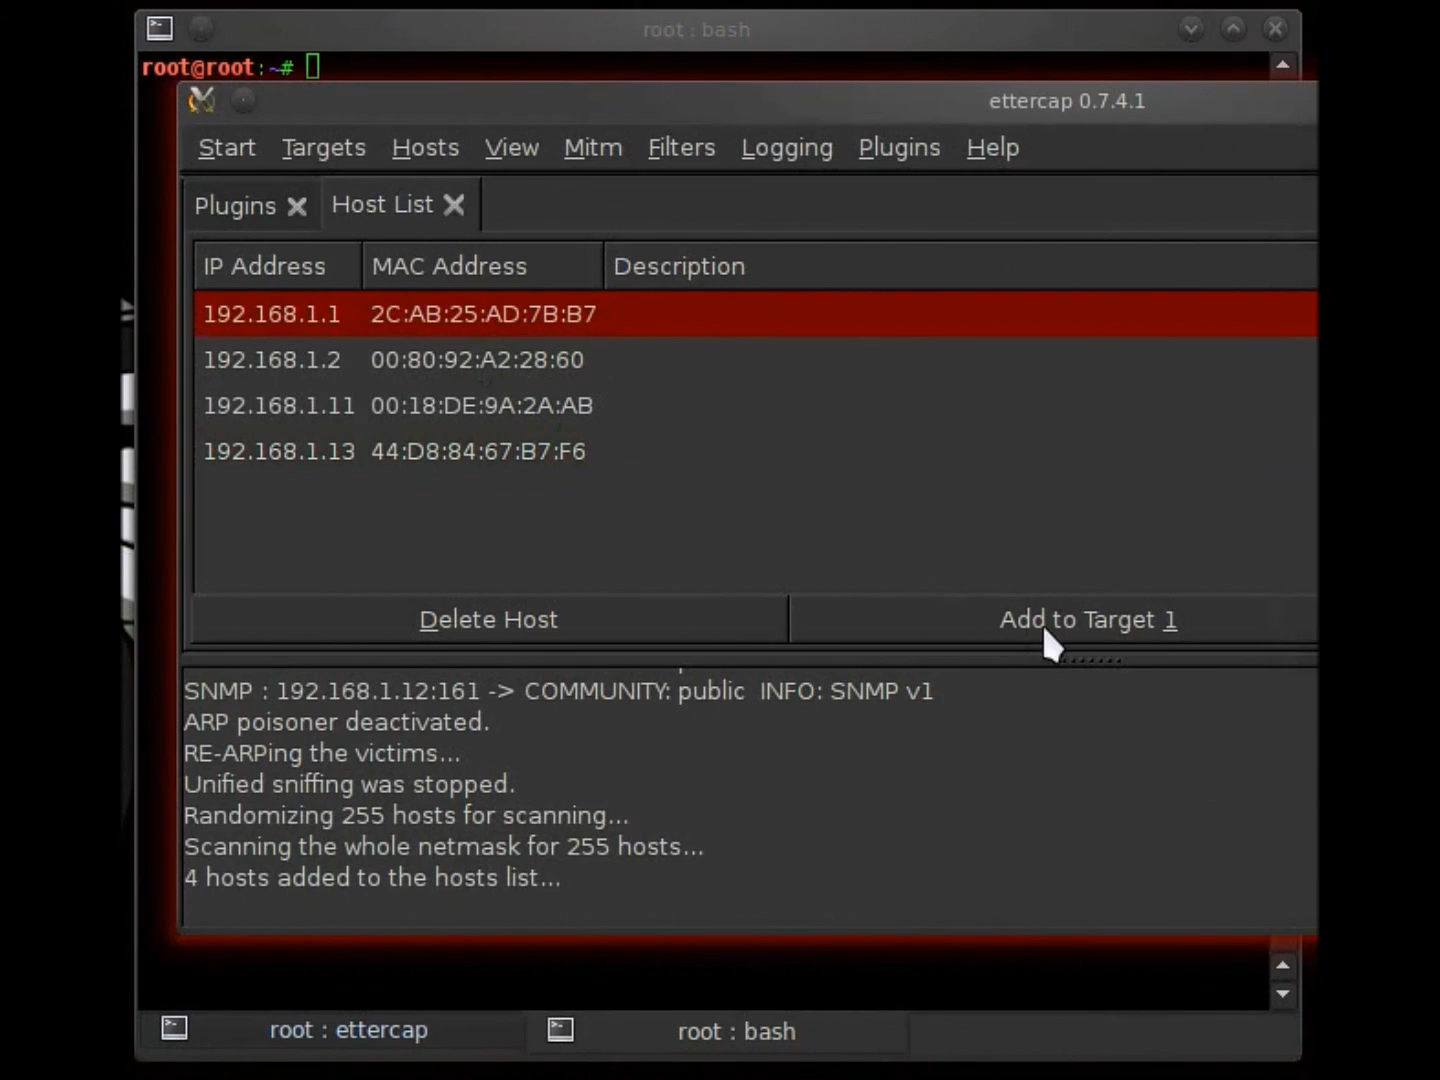 root : bash
root@root:~#
ettercap 0.7.4.1
Start Targets Hosts View Mitm Filters Logging Plugins Help
Plugins Host List
IP Address MAC Address Description
192.168.1.1 2C:AB:25:AD:7B:B7
192.168.1.2 00:80:92:A2:28:60
192.168.1.11 00:18:DE:9A:2A:AB
192.168.1.13 44:D8:84:67:B7:F6
Delete Host Add to Target 1
SNMP : 192.168.1.12:161 -> COMMUNITY: public INFO: SNMP v1
ARP poisoner deactivated.
RE-ARPing the victims...
Unified sniffing was stopped.
Randomizing 255 hosts for scanning...
Scanning the whole netmask for 255 hosts...
4 hosts added to the hosts list...
root : ettercap root : bash